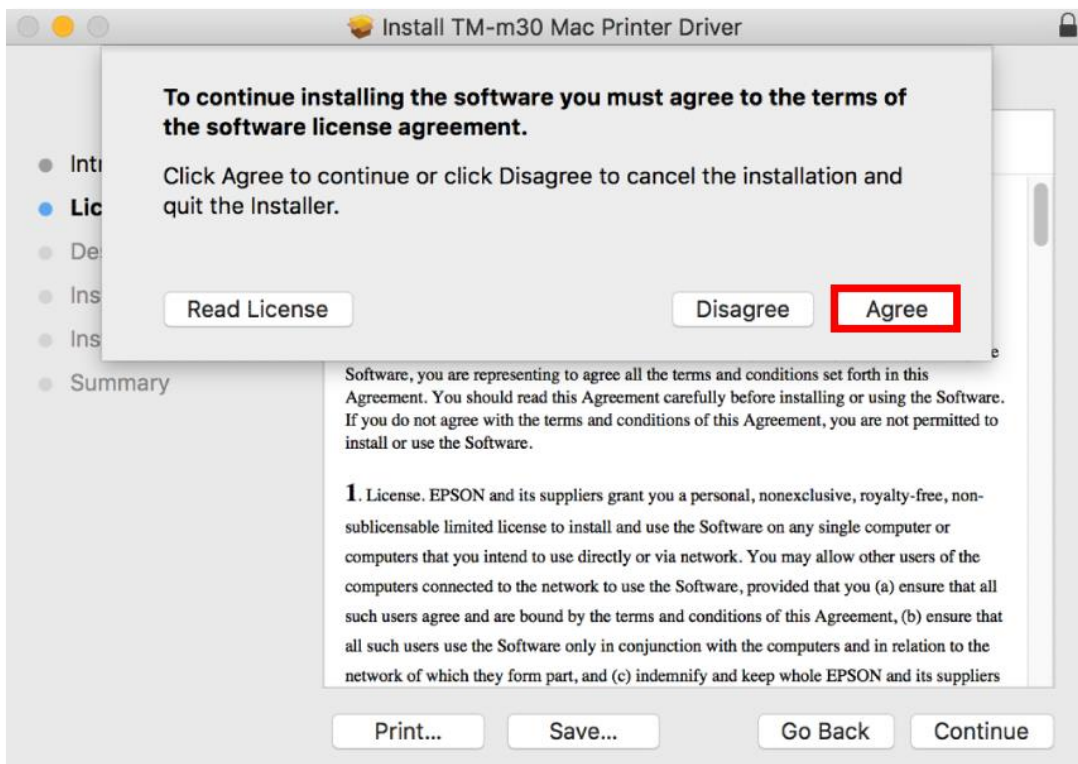 Install TM-m30 Mac Printer Driver
To continue installing the software you must agree to the terms of
the software license agreement.
Click Agree to continue or click Disagree to cancel the installation and
quit the Installer.
Read License
Disagree
Agree
Summary
Software, you are representing to agree all the terms and conditions set forth in this
Agreement. You should read this Agreement carefully before installing or using the Software.
If you do not agree with the terms and conditions of this Agreement, you are not permitted to
install or use the Software.
1. License. EPSON and its suppliers grant you a personal, nonexclusive, royalty-free, non-
sublicensable limited license to install and use the Software on any single computer or
computers that you intend to use directly or via network. You may allow other users of the
computers connected to the network to use the Software, provided that you (a) ensure that all
such users agree and are bound by the terms and conditions of this Agreement, (b) ensure that
all such users use the Software only in conjunction with the computers and in relation to the
network of which they form part, and (c) indemnify and keep whole EPSON and its suppliers
Print...
Save...
Go Back
Continue